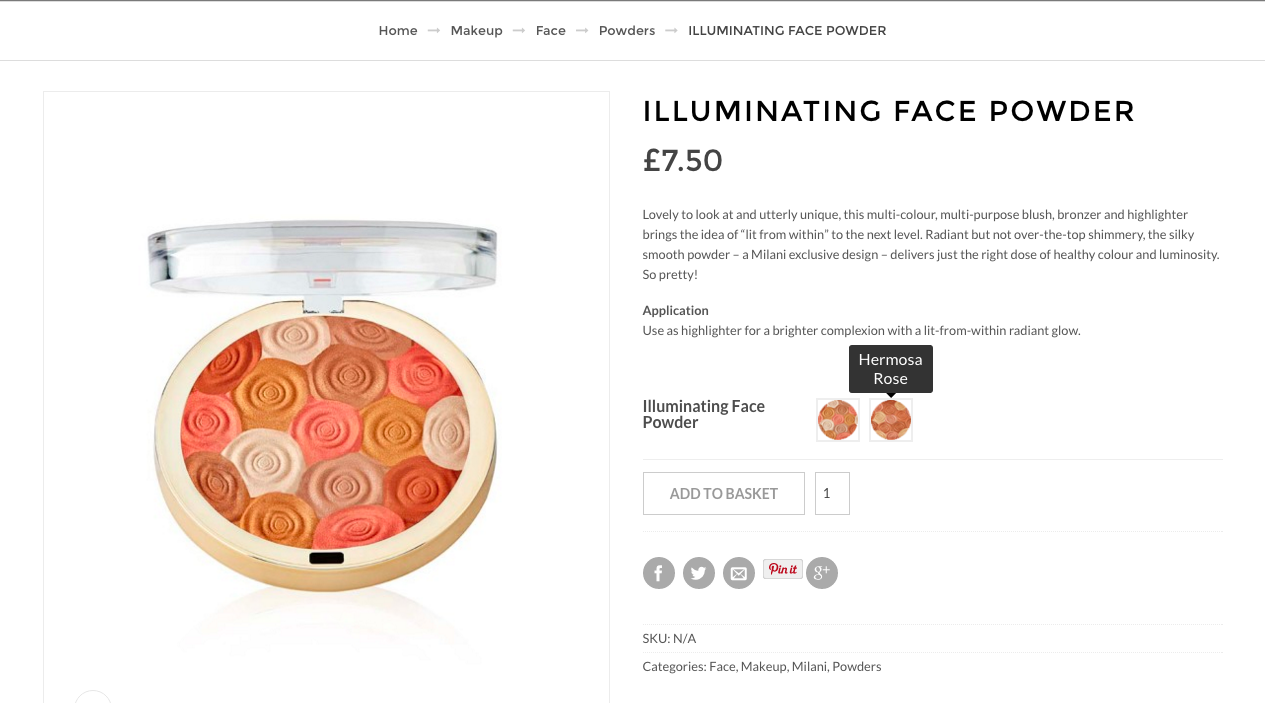 Home → Makeup → Face → Powders → ILLUMINATING FACE POWDER
ILLUMINATING FACE POWDER
£7.50
Lovely to look at and utterly unique, this multi-colour, multi-purpose blush, bronzer and highlighter
brings the idea of “lit from within” to the next level. Radiant but not over-the-top shimmery, the silky
smooth powder – a Milani exclusive design – delivers just the right dose of healthy colour and luminosity.
So pretty!
Application
Use as highlighter for a brighter complexion with a lit-from-within radiant glow.
Hermosa
Rose
Illuminating Face
Powder
ADD TO BASKET 1
f Pin it g+
SKU: N/A
Categories: Face, Makeup, Milani, Powders